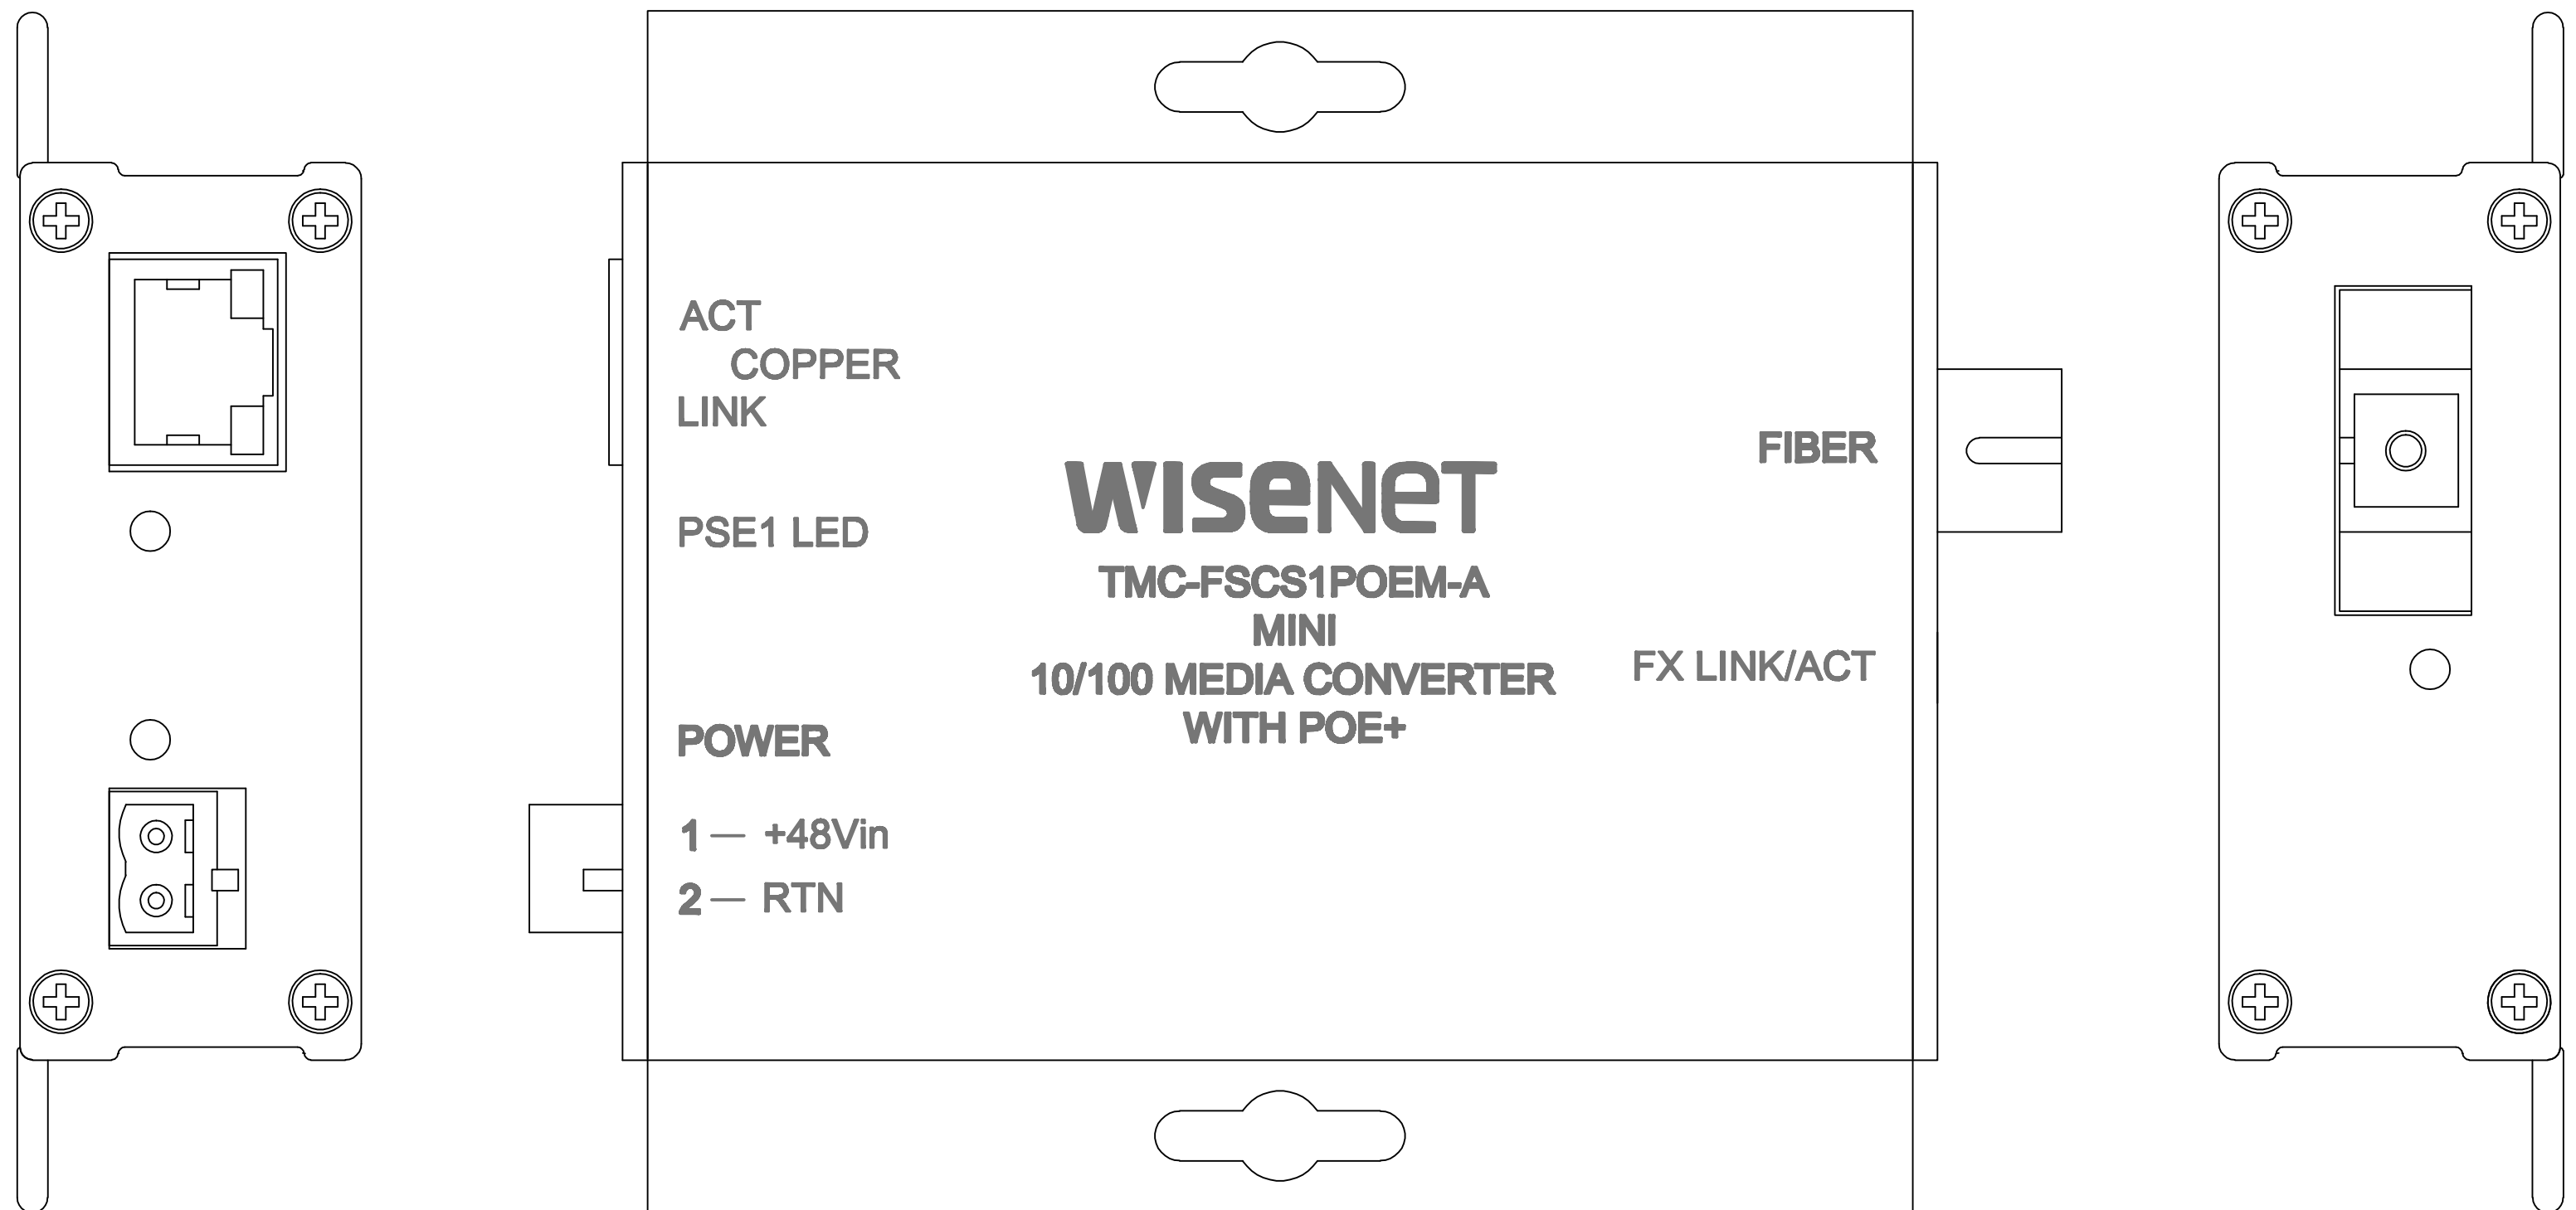 ACT
COPPER
LINK
PSE1 LED
POWER
1 — +48Vin
2 — RTN
WISENET
TMC-FSCS1POEM-A
MINI
10/100 MEDIA CONVERTER
WITH POE+
FIBER
FX LINK/ACT